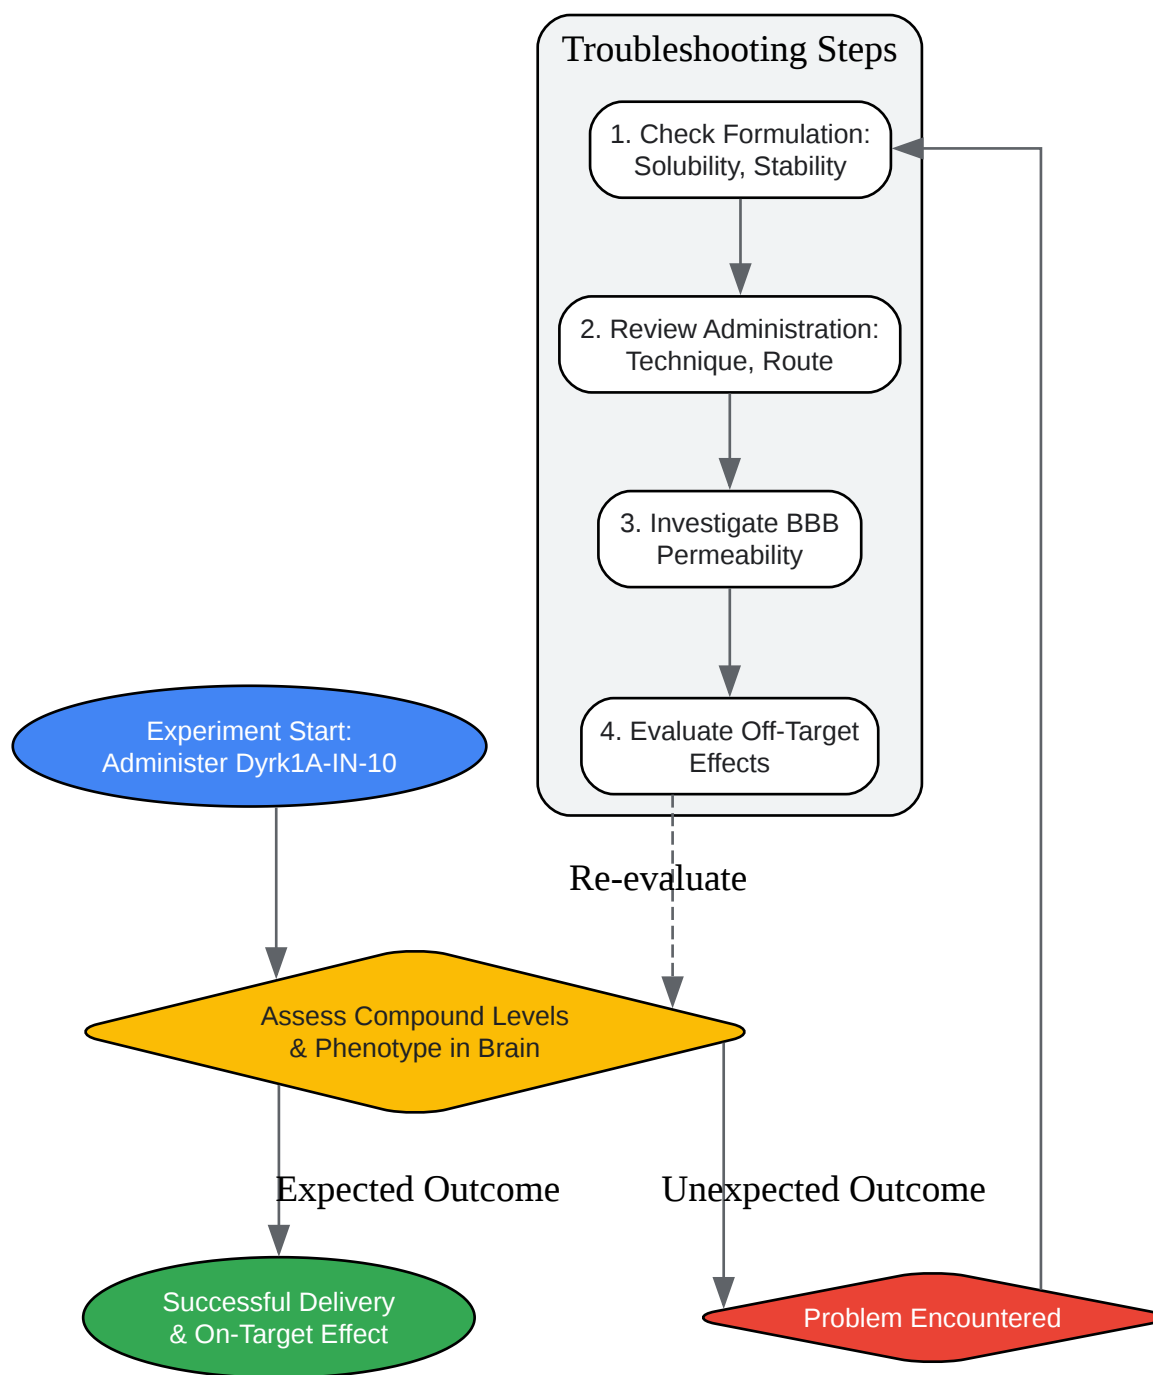 Troubleshooting Steps
1. Check Formulation:
Solubility, Stability
2. Review Administration:
Technique, Route
3. Investigate BBB
Permeability
4. Evaluate Off-Target
Effects
Experiment Start:
Administer Dyrk1A-IN-10
Re-evaluate
Assess Compound Levels
& Phenotype in Brain
Expected Outcome
Unexpected Outcome
Successful Delivery
& On-Target Effect
Problem Encountered